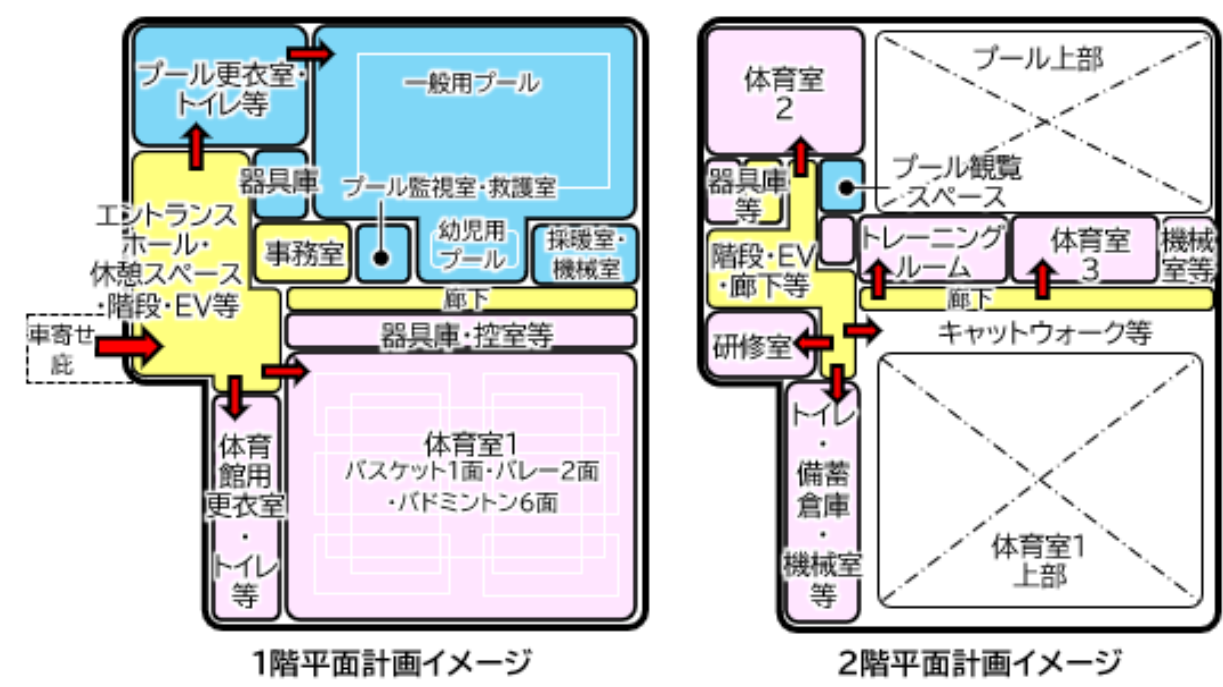 プール更衣室・
トイレ等
一般用プール
器具庫
プール監視室・救護室
エントランス
ホール・
休憩スペース
・階段・EV等
事務室
幼児用
プール
採暖室・
機械室
廊下
車寄せ
庇
器具庫・控室等
体育室1
バスケット1面・バレー2面
・バドミントン6面
体育
館用
更衣室
・
トイレ
等
1階平面計画イメージ
体育室
2
プール上部
器具庫
等
プール観覧
スペース
階段・EV
・廊下等
トレーニング
ルーム
体育室
3
機械
室等
廊下
研修室
キャットウォーク等
トイレ
・
備蓄
倉庫
・
機械室
等
体育室1
上部
2階平面計画イメージ